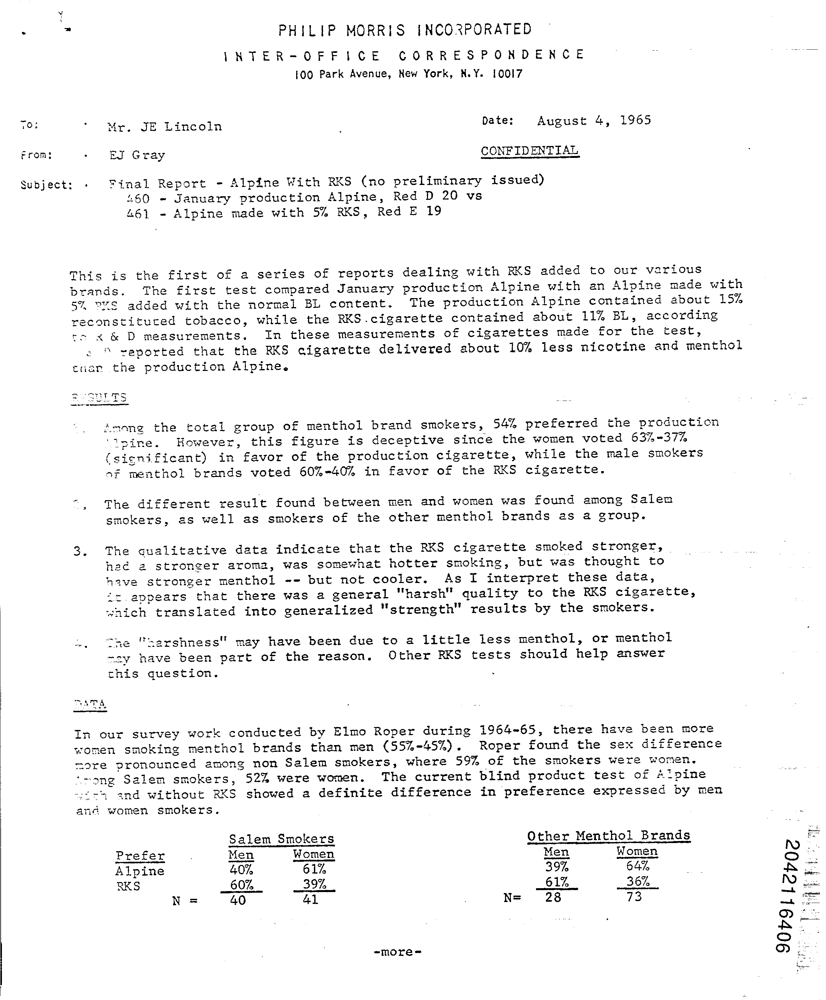 PHILIP MORRIS INCORPORATED
INTER-OFFICE CORRESPONDENCE
100 Park Avenue, New York, N.Y. 10017
To: Mr. JE Lincoln
Date: August 4, 1965
From: EJ Gray
CONFIDENTIAL
Subject: Final Report - Alpine With RKS (no preliminary issued)
460 - January production Alpine, Red D 20 vs
461 - Alpine made with 5% RKS, Red E 19
This is the first of a series of reports dealing with RKS added to our various
brands. The first test compared January production Alpine with an Alpine made with
5% RKS added with the normal BL content. The production Alpine contained about 15%
reconstituted tobacco, while the RKS cigarette contained about 11% BL, according
to R & D measurements. In these measurements of cigarettes made for the test,
reported that the RKS cigarette delivered about 10% less nicotine and menthol
than the production Alpine.
RESULTS
Among the total group of menthol brand smokers, 54% preferred the production
Alpine. However, this figure is deceptive since the women voted 63%-37%
(significant) in favor of the production cigarette, while the male smokers
of menthol brands voted 60%-40% in favor of the RKS cigarette.
The different result found between men and women was found among Salem
smokers, as well as smokers of the other menthol brands as a group.
3. The qualitative data indicate that the RKS cigarette smoked stronger,
had a stronger aroma, was somewhat hotter smoking, but was thought to
have stronger menthol -- but not cooler. As I interpret these data,
it appears that there was a general "harsh" quality to the RKS cigarette,
which translated into generalized "strength" results by the smokers.
4. The "harshness" may have been due to a little less menthol, or menthol
may have been part of the reason. Other RKS tests should help answer
this question.
DATA
In our survey work conducted by Elmo Roper during 1964-65, there have been more
women smoking menthol brands than men (55%-45%). Roper found the sex difference
more pronounced among non Salem smokers, where 59% of the smokers were women.
Among Salem smokers, 52% were women. The current blind product test of Alpine
with and without RKS showed a definite difference in preference expressed by men
and women smokers.
Salem Smokers Other Menthol Brands
Prefer Men Women Men Women
Alpine 40% 61% 39% 64%
RKS 60% 39% 61% 36%
N = 40 41 N= 28 73
-more-
2042116406